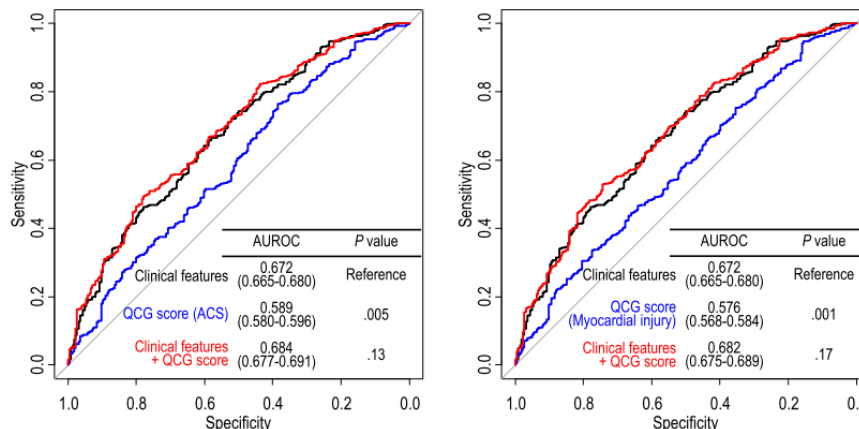 1.0
0.8
0.6
0.4
0.2
0.0
Sensitivity
AUROC P value
Clinical features 0.672 (665-0.680) Reference
QCG score (ACS) 0.589 (0.580-0.596) .005
Clinical features + QCG score 0.684 (0.677-0.691) .13
1.0 0.8 0.6 0.4 0.2 0.0
Specificity
1.0
0.8
0.6
0.4
0.2
0.0
Sensitivity
AUROC P value
Clinical features 0.672 (0.665-0.680) Reference
QCG score (Myocardial injury) 0.576 (0.568-0.584) .001
Clinical features + QCG score 0.682 (0.675-0.689) .17
1.0 0.8 0.6 0.4 0.2 0.
Specificity